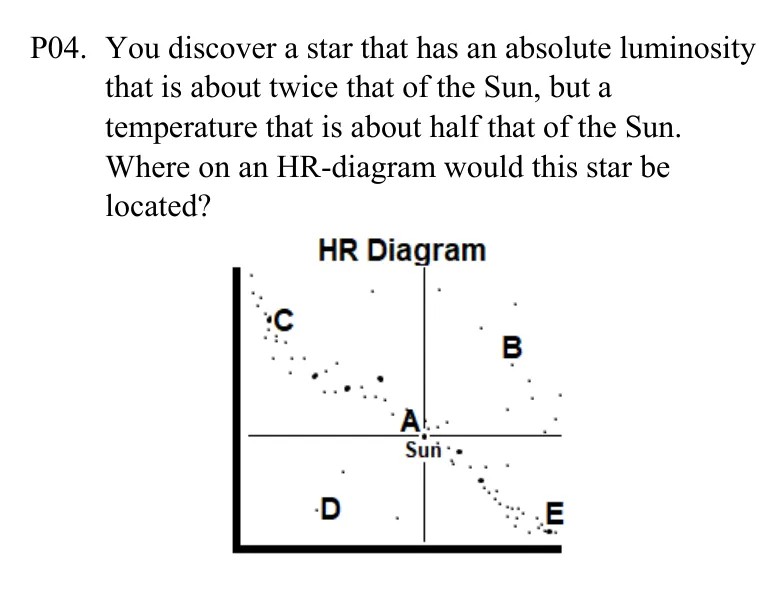 P04. You discover a star that has an absolute luminosity
that is about twice that of the Sun, but a
temperature that is about half that of the Sun.
Where on an HR-diagram would this star be
located?
HR Diagram
C
B
A
Sun
D
E